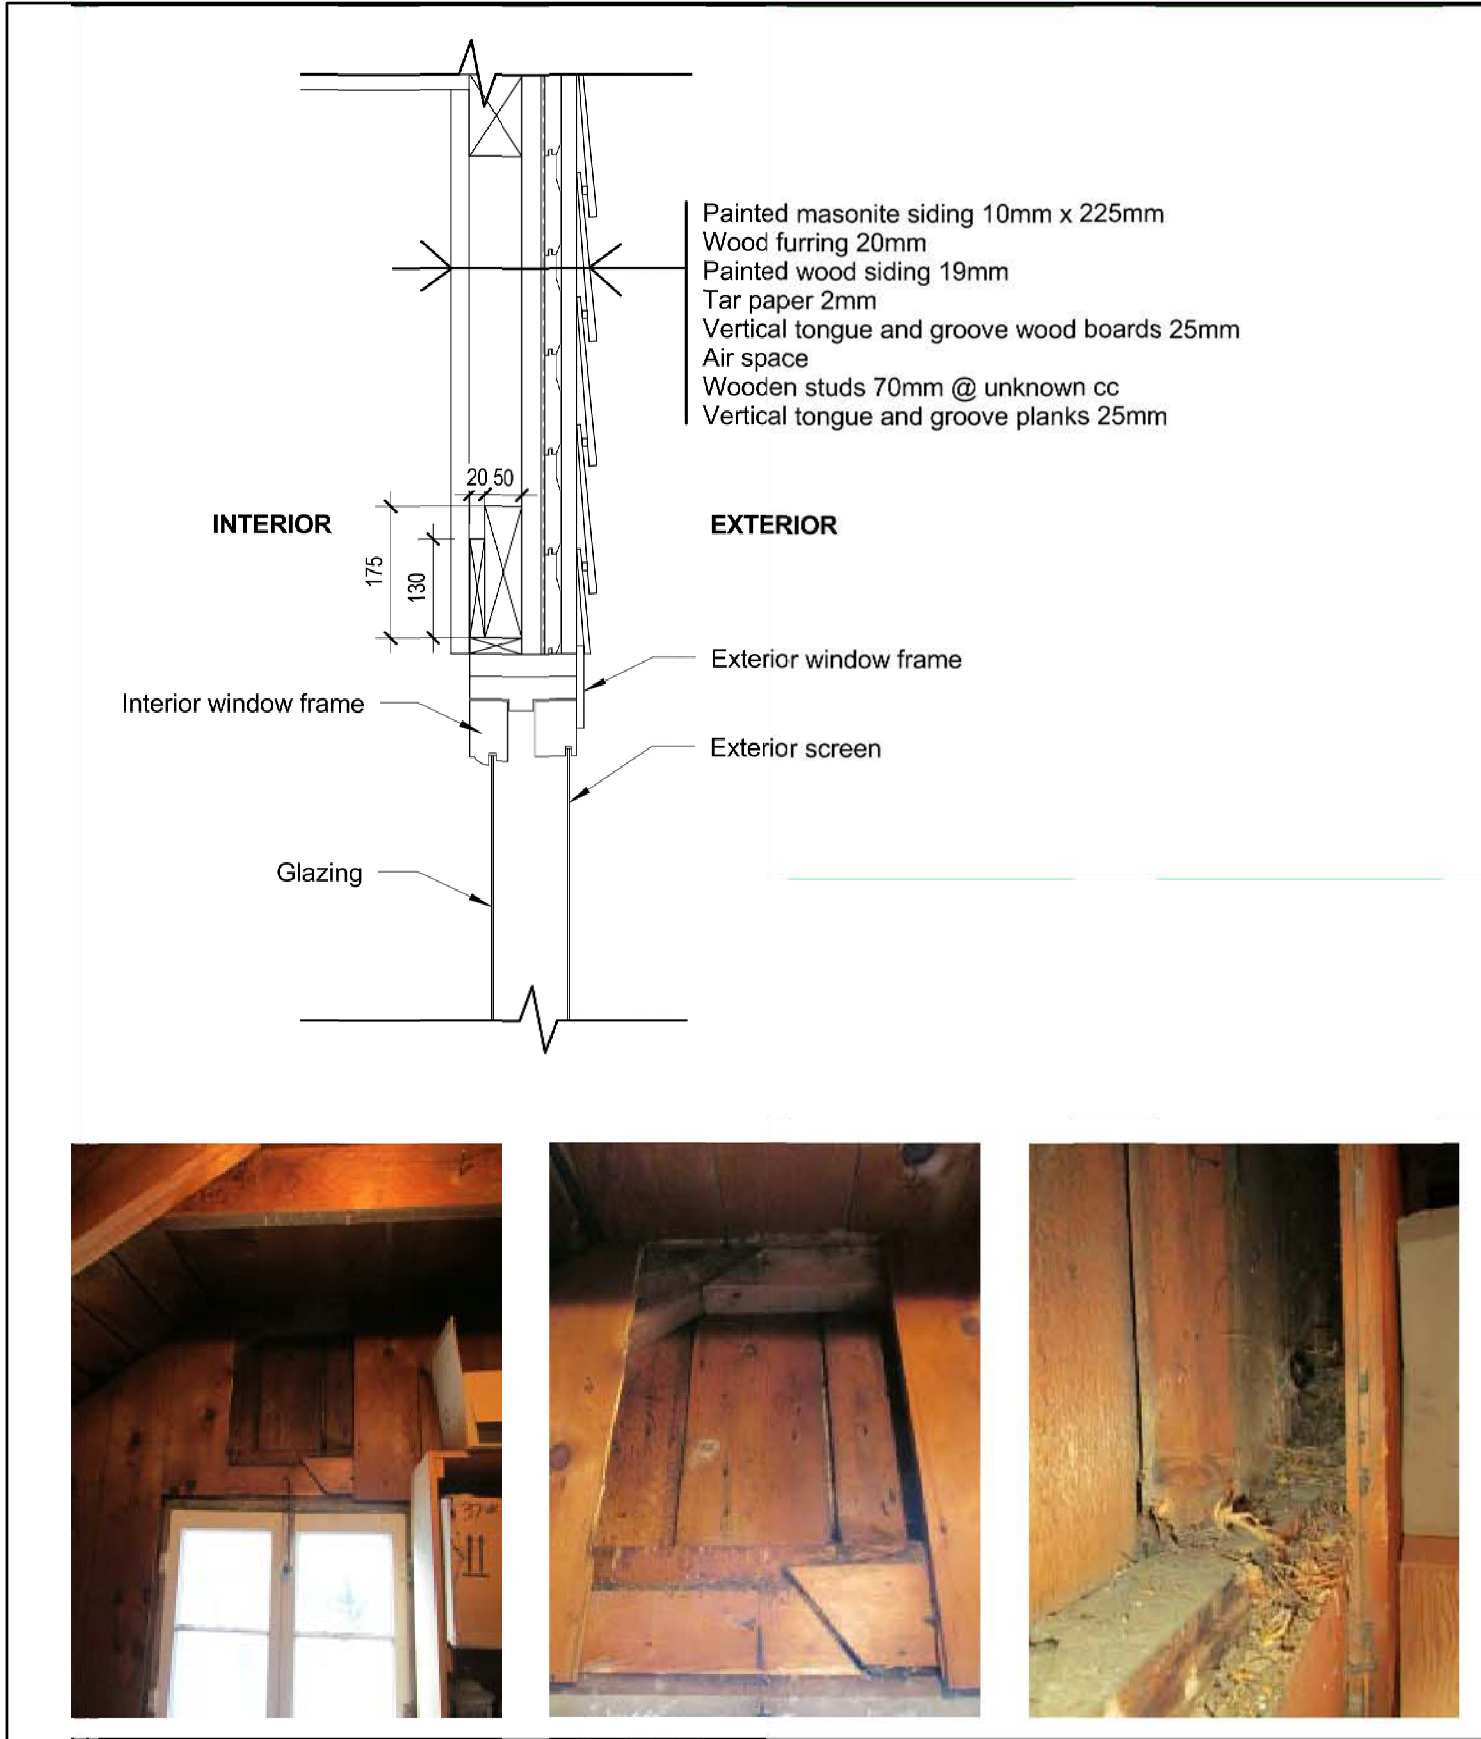 Painted masonite siding 10mm x 225mm
Wood furring 20mm
Painted wood siding 19mm
Tar paper 2mm
Vertical tongue and groove wood boards 25mm
Air space
Wooden studs 70mm @ unknown cc
Vertical tongue and groove planks 25mm
20 50
INTERIOR
EXTERIOR
175
130
Exterior window frame
Interior window frame
Exterior screen
Glazing
37